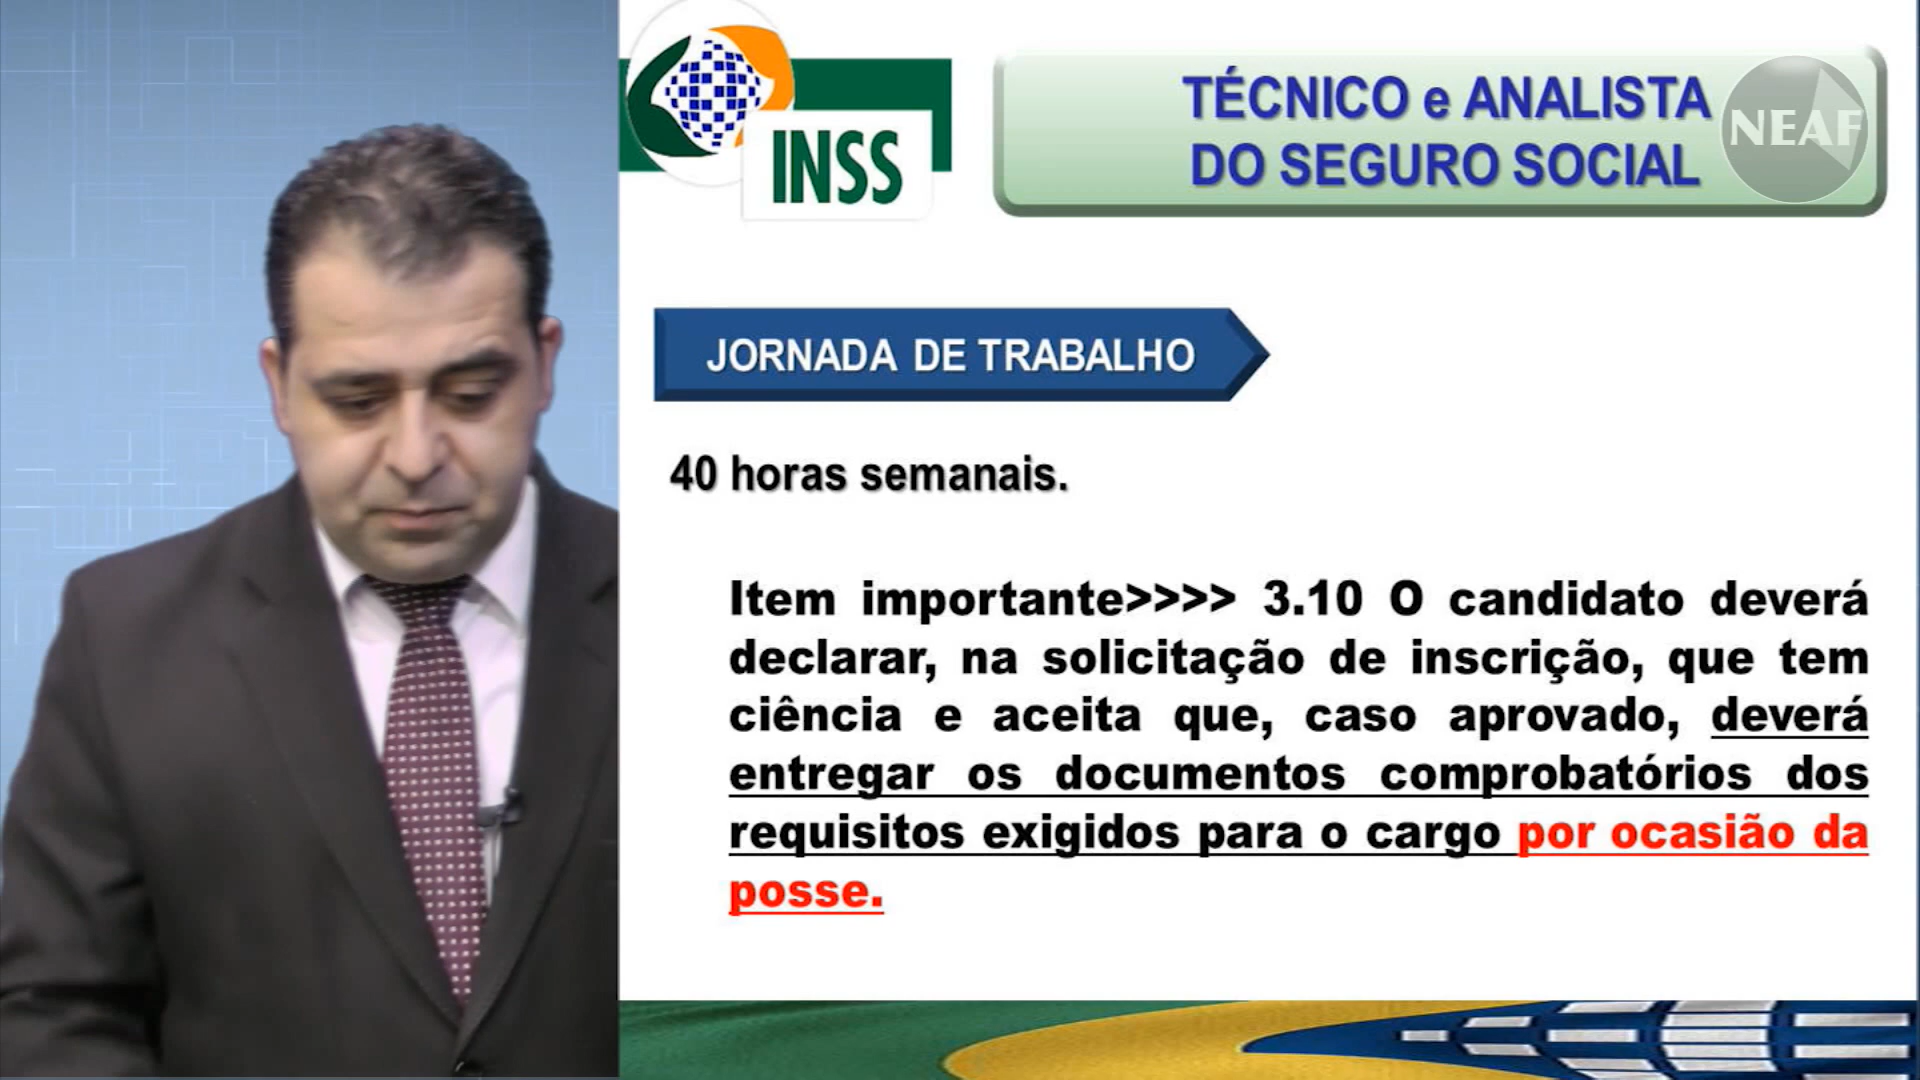 INSS
TÉCNICO e ANALISTA
DO SEGURO SOCIAL
NEAF
JORNADA DE TRABALHO
40 horas semanais.
Item importante>>>> 3.10 O candidato deverá
declarar, na solicitação de inscrição, que tem
ciência e aceita que, caso aprovado, deverá
entregar os documentos comprobatórios dos
requisitos exigidos para o cargo por ocasião da
posse.